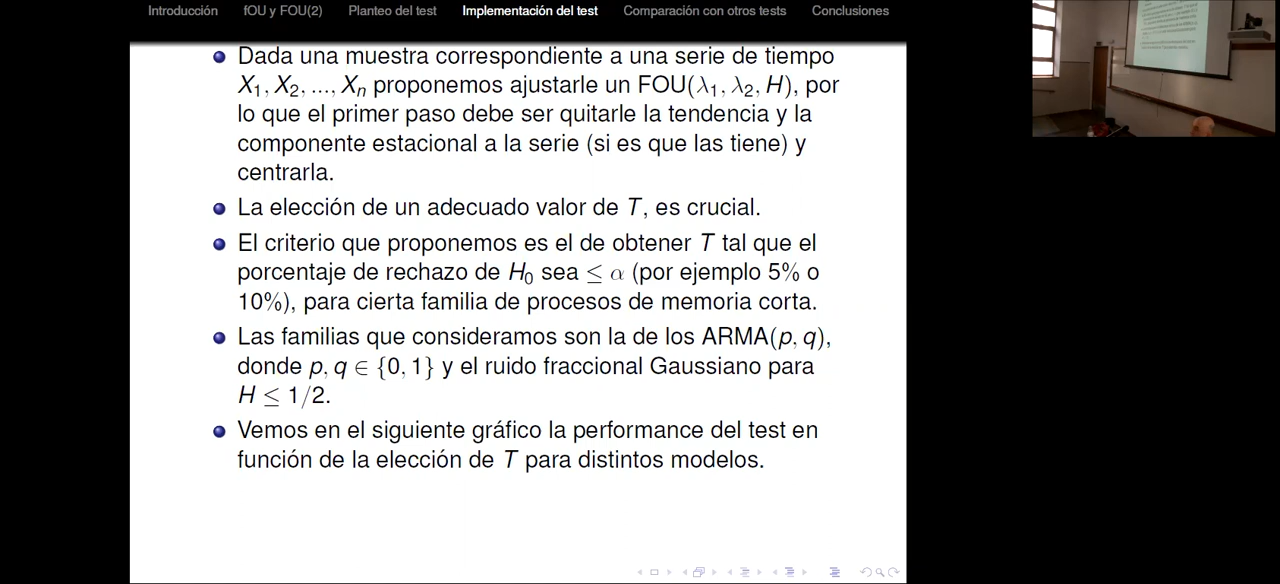 Introducción fOU y FOU(2) Planteo del test Implementación del test Comparación con otros tests Conclusiones
Dada una muestra correspondiente a una serie de tiempo
X₁, X₂, ..., Xₙ proponemos ajustarle un FOU(λ₁, λ₂, H), por
lo que el primer paso debe ser quitarle la tendencia y la
componente estacional a la serie (si es que las tiene) y
centrarla.
La elección de un adecuado valor de T, es crucial.
El criterio que proponemos es el de obtener T tal que el
porcentaje de rechazo de H₀ sea ≤ α (por ejemplo 5% o
10%), para cierta familia de procesos de memoria corta.
Las familias que consideramos son la de los ARMA(p, q),
donde p, q ∈ {0, 1} y el ruido fraccional Gaussiano para
H ≤ 1/2.
Vemos en el siguiente gráfico la performance del test en
función de la elección de T para distintos modelos.